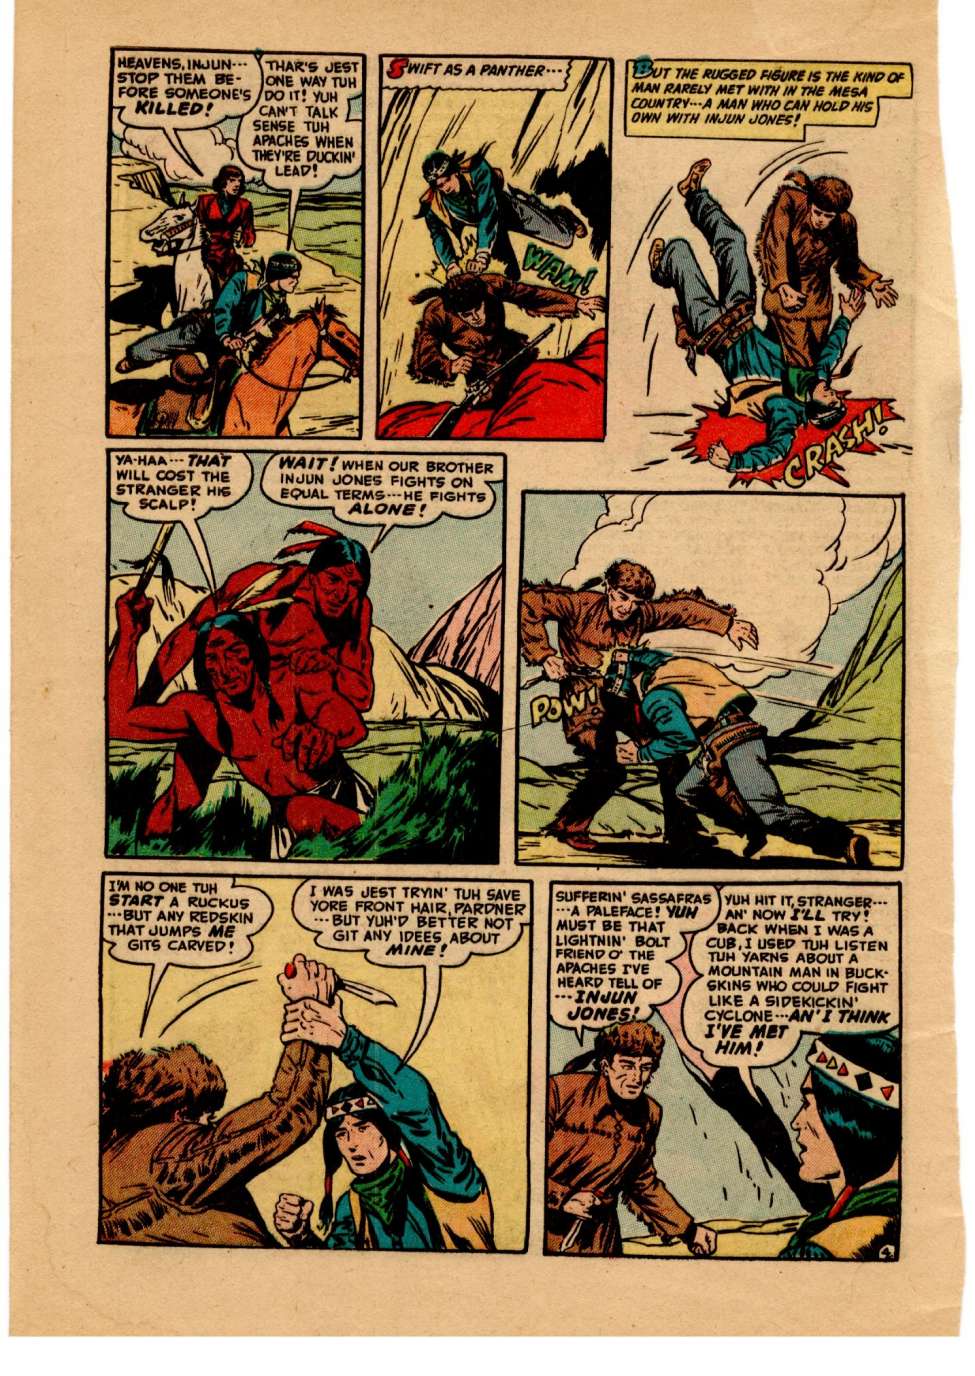 HEAVENS, INJUN---
STOP THEM BE-
FORE SOMEONE'S
KILLED!
THAR'S JEST
ONE WAY TUH
DO IT! YUH
CAN'T TALK
SENSE TUH
APACHES WHEN
THEY'RE DUCKIN'
LEAD!
SWIFT AS A PANTHER---
WAM!
BUT THE RUGGED FIGURE IS THE KIND OF
MAN RARELY MET WITH IN THE MESA
COUNTRY---A MAN WHO CAN HOLD HIS
OWN WITH INJUN JONES!
CRASH!
YA-HAA--- THAT
WILL COST THE
STRANGER HIS
SCALP!
WAIT! WHEN OUR BROTHER
INJUN JONES FIGHTS ON
EQUAL TERMS---HE FIGHTS
ALONE!
POW!
I'M NO ONE TUH
START A RUCKUS
---BUT ANY REDSKIN
THAT JUMPS ME
GITS CARVED!
I WAS JEST TRYIN' TUH SAVE
YORE FRONT HAIR, PARDNER
---BUT YUH'D BETTER NOT
GIT ANY IDEES ABOUT
MINE!
SUFFERIN' SASSAFRAS
---A PALEFACE! YUH
MUST BE THAT
LIGHTNIN' BOLT
FRIEND O' THE
APACHES I'VE
HEARD TELL OF
---INJUN
JONES!
YUH HIT IT, STRANGER---
AN' NOW I'LL TRY!
BACK WHEN I WAS A
CUB, I USED TUH LISTEN
TUH YARNS ABOUT A
MOUNTAIN MAN IN BUCK-
SKINS WHO COULD FIGHT
LIKE A SIDEKICKIN'
CYCLONE---AN' I THINK
I'VE MET
HIM!
4